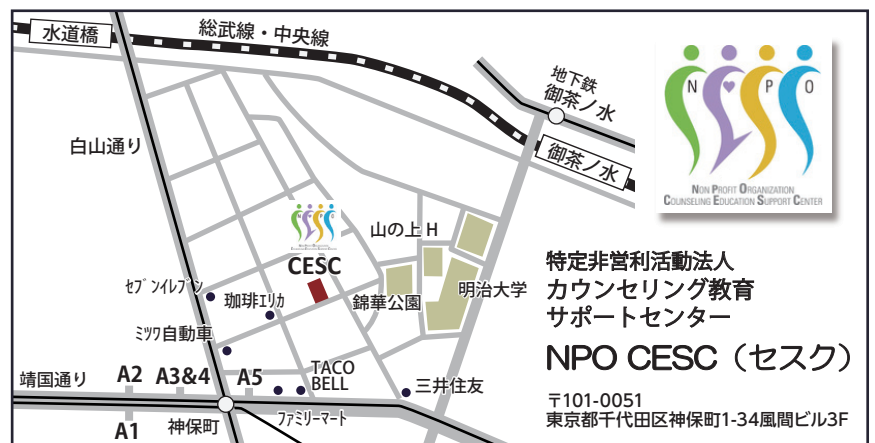 水道橋
総武線・中央線
地下鉄
御茶ノ水
御茶ノ水
白山通り
山の上 H
CESC
セブンイレブン
珈琲エリカ
錦華公園
明治大学
ミツワ自動車
TACO
BELL
三井住友
靖国通り
A2
A3&4
A5
A1
神保町
ファミリーマート
N P O
NON PROFIT ORGANIZATION
COUNSELING EDUCATION SUPPORT CENTER
特定非営利活動法人
カウンセリング教育
サポートセンター
NPO CESC（セスク）
〒101-0051
東京都千代田区神保町1-34風間ビル3F